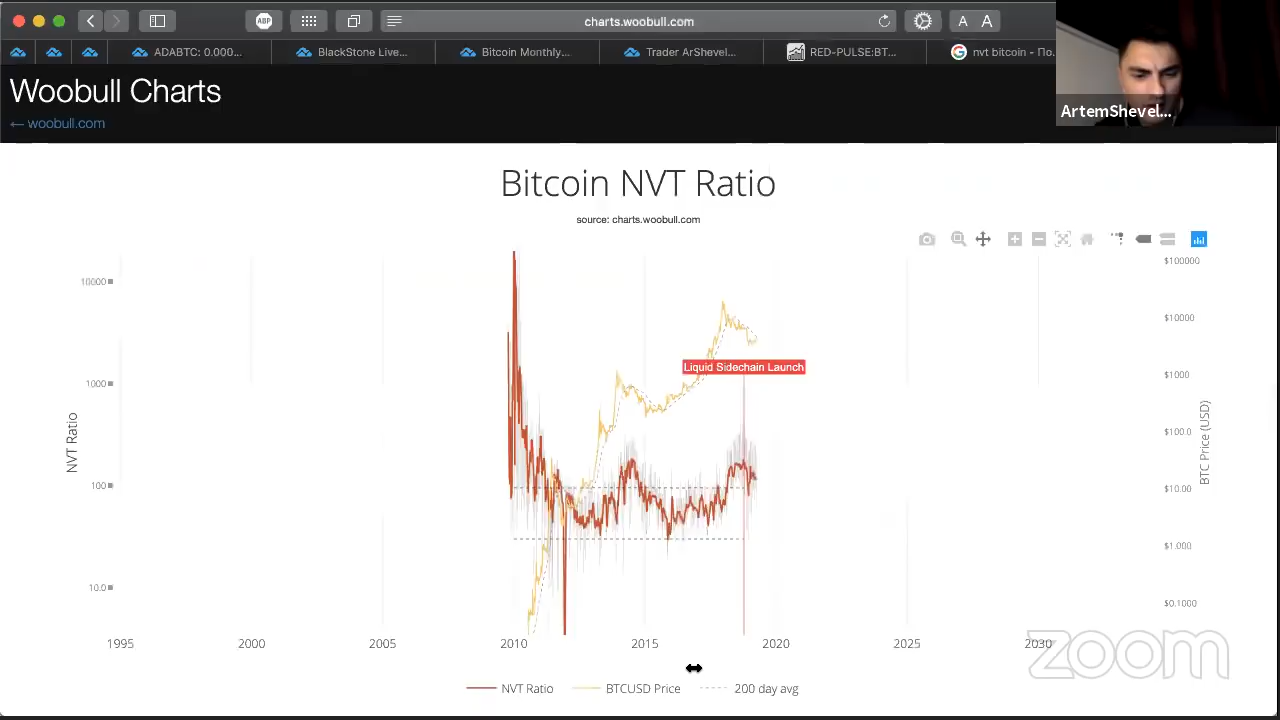 charts.woobull.com
A A
ABP
ADABTC: 0.000...
BlackStone Live...
Bitcoin Monthly...
Trader ArShevel...
RED-PULSE:BT...
nvt bitcoin - По...
ArtemShevel...
Woobull Charts
← woobull.com
Bitcoin NVT Ratio
source: charts.woobull.com
10000
1000
100
10.0
NVT Ratio
$100000
$10000
$1000
$100.0
$10.00
$1.000
$0.1000
BTC Price (USD)
Liquid Sidechain Launch
1995 2000 2005 2010 2015 2020 2025 2030
NVT Ratio BTCUSD Price 200 day avg
zoom